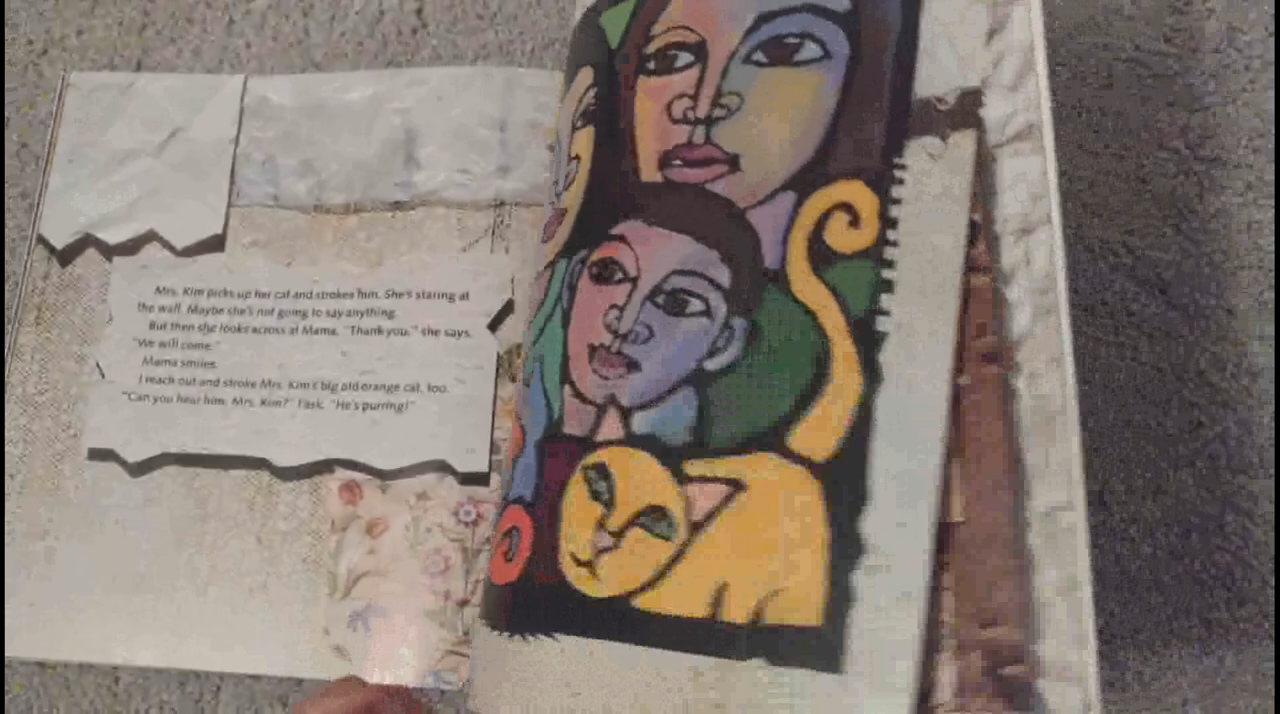 Mrs. Kim picks up her cat and strokes him. She's staring at
the wall. Maybe she's not going to say anything.
But then she looks across at Mama. "Thank you," she says.
"We will come."
Mama smiles.
I reach out and stroke Mrs. Kim's big old orange cat, too.
"Can you hear him, Mrs. Kim?" I ask. "He's purring!"